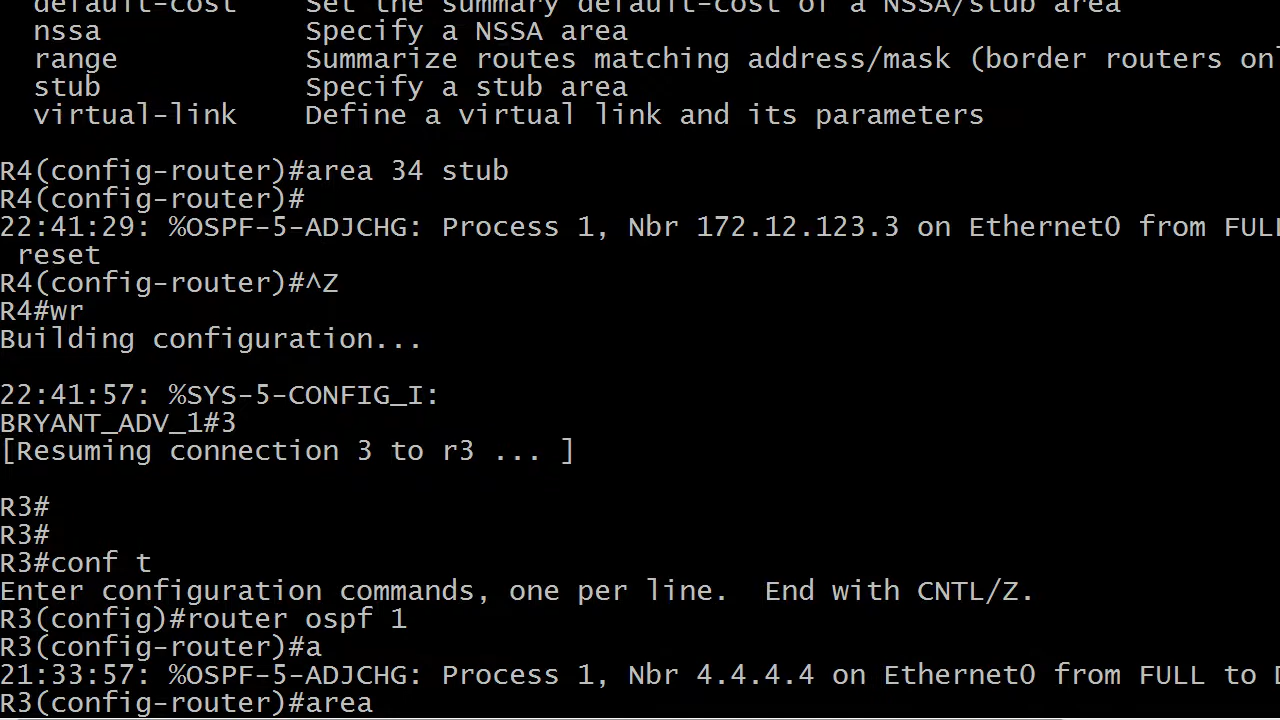 default-cost    Set the summary default-cost of a NSSA/stub area
  nssa            Specify a NSSA area
  range           Summarize routes matching address/mask (border routers on
  stub            Specify a stub area
  virtual-link    Define a virtual link and its parameters
R4(config-router)#area 34 stub
R4(config-router)#
22:41:29: %OSPF-5-ADJCHG: Process 1, Nbr 172.12.123.3 on Ethernet0 from FULL
 reset
R4(config-router)#^Z
R4#wr
Building configuration...
22:41:57: %SYS-5-CONFIG_I:
BRYANT_ADV_1#3
[Resuming connection 3 to r3 ... ]
R3#
R3#
R3#conf t
Enter configuration commands, one per line.  End with CNTL/Z.
R3(config)#router ospf 1
R3(config-router)#a
21:33:57: %OSPF-5-ADJCHG: Process 1, Nbr 4.4.4.4 on Ethernet0 from FULL to D
R3(config-router)#area